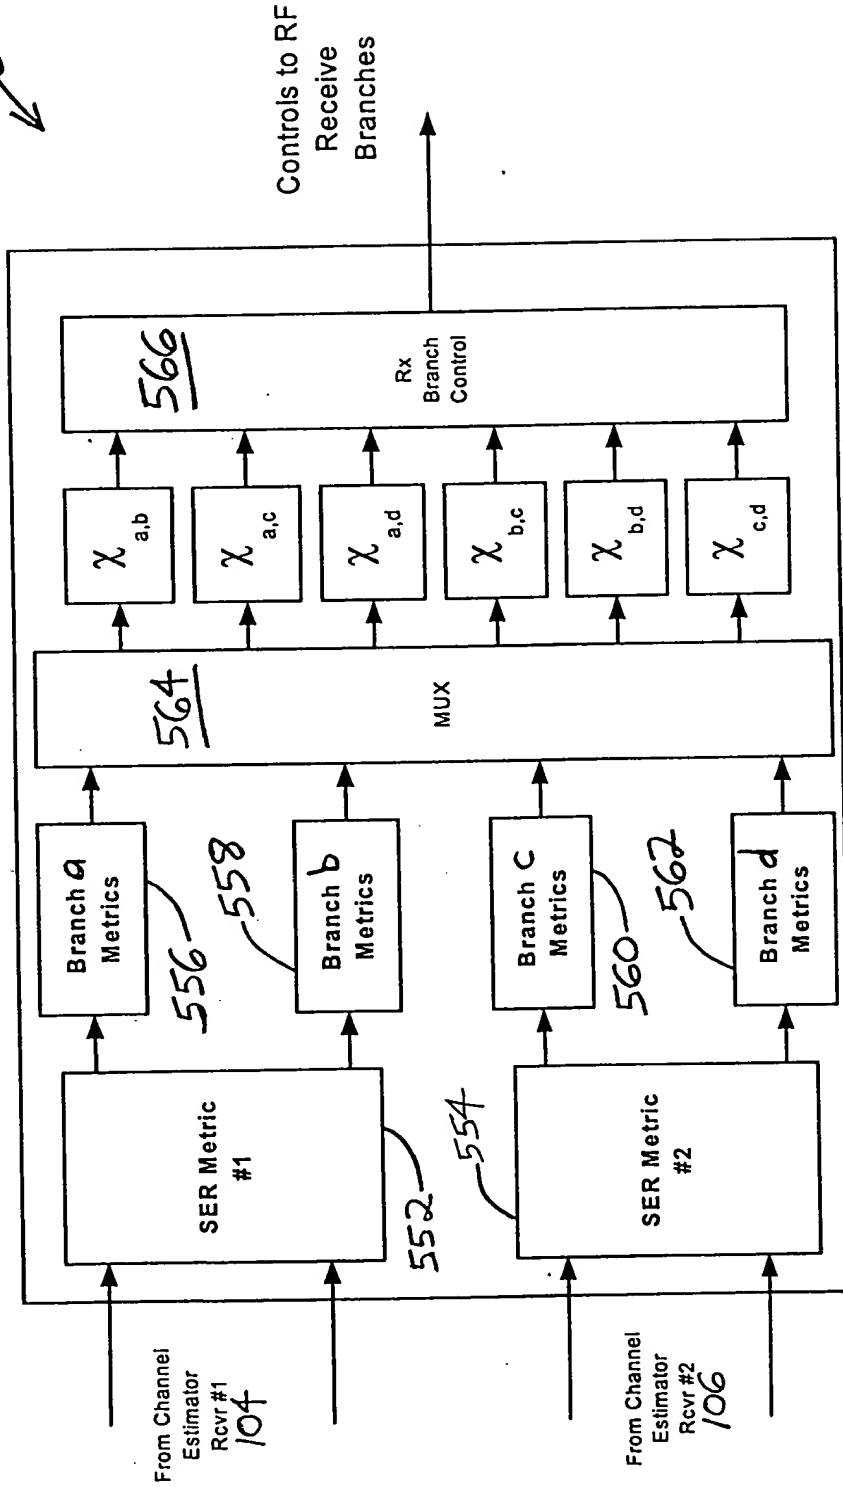 From Channel
Estimator
Rcvr #1
104
From Channel
Estimator
Rcvr #2
106
SER Metric
#1
552
SER Metric
#2
554
Branch a
Metrics
556
Branch b
Metrics
558
Branch c
Metrics
560
Branch d
Metrics
562
564
MUX
χ a,b
χ a,c
χ a,d
χ b,c
χ b,d
χ c,d
566
Rx
Branch
Control
Controls to RF
Receive
Branches